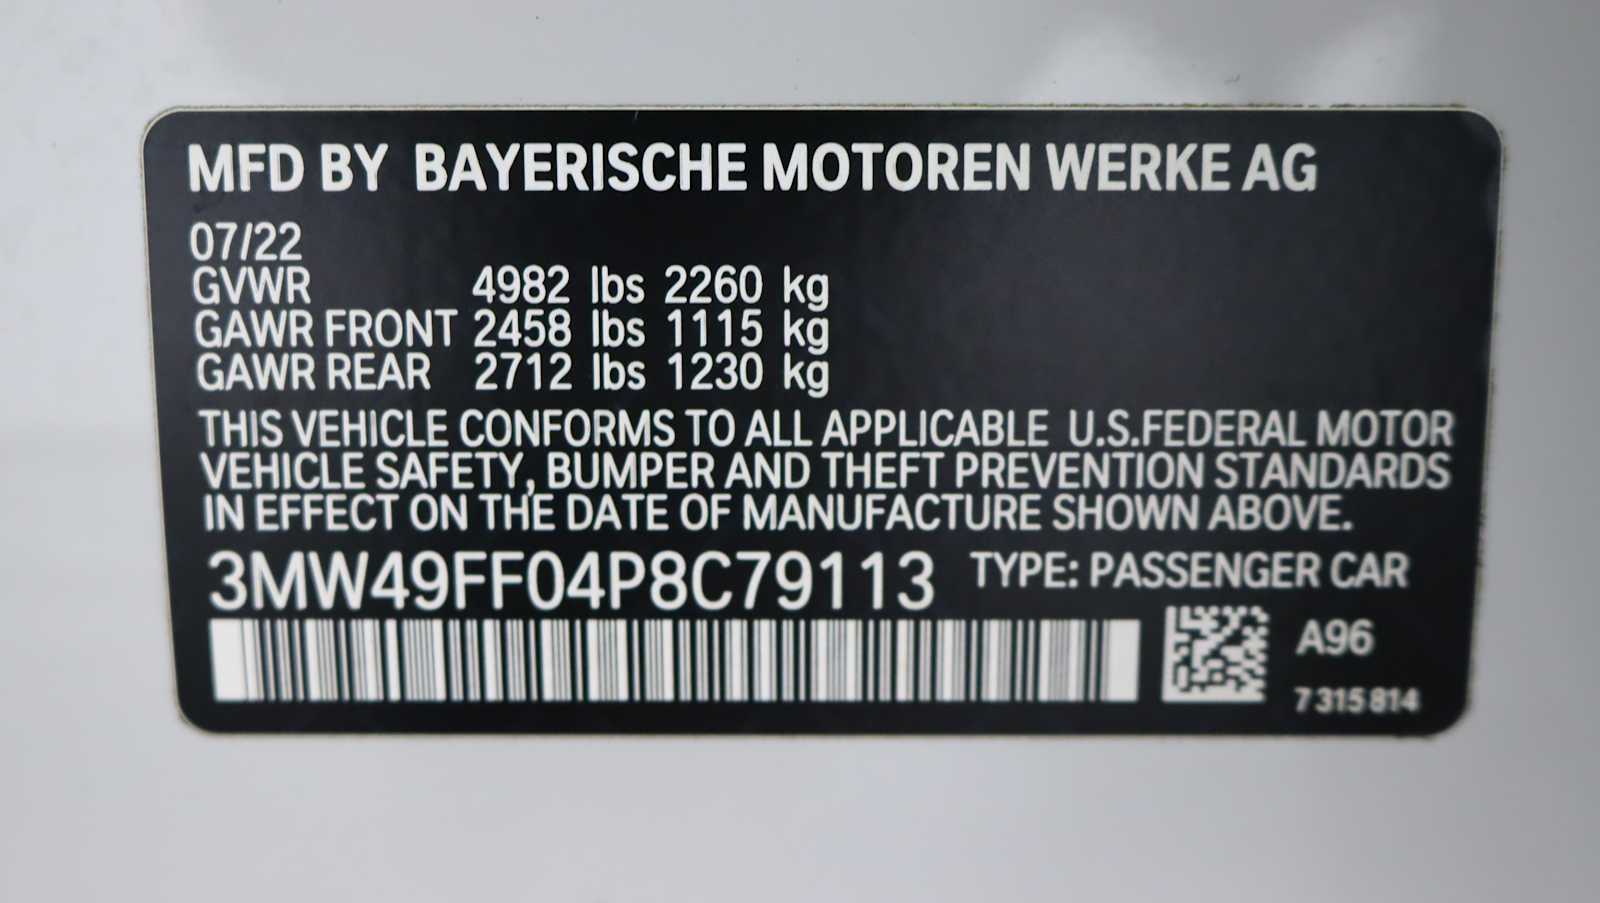 MFD BY BAYERISCHE MOTOREN WERKE AG
07/22
GVWR 4982 lbs 2260 kg
GAWR FRONT 2458 lbs 1115 kg
GAWR REAR 2712 lbs 1230 kg
THIS VEHICLE CONFORMS TO ALL APPLICABLE U.S.FEDERAL MOTOR
VEHICLE SAFETY, BUMPER AND THEFT PREVENTION STANDARDS
IN EFFECT ON THE DATE OF MANUFACTURE SHOWN ABOVE.
3MW49FF04P8C79113 TYPE: PASSENGER CAR
A96
7 315 814